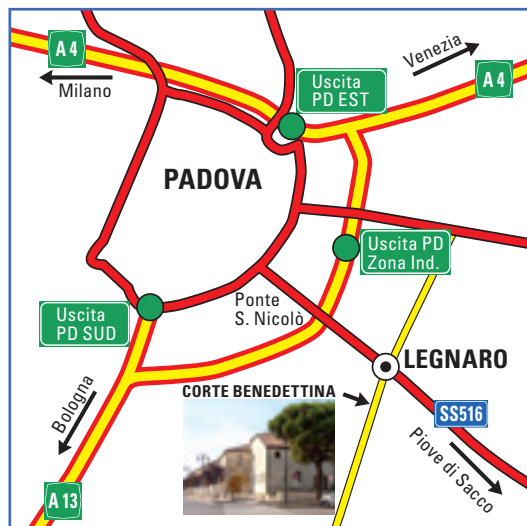 A 4
Milano
Uscita
PD EST
Venezia
A 4
PADOVA
Uscita PD
Zona Ind.
Uscita
PD SUD
Ponte
S. Nicolò
LEGNARO
CORTE BENEDETTINA
Bologna
SS516
Piove di Sacco
A 13